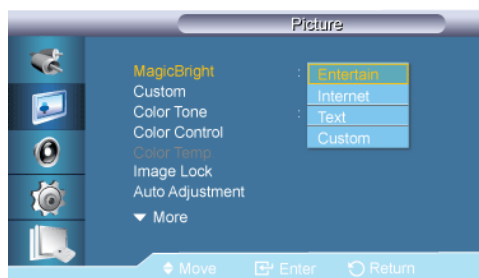 Picture
MagicBright : Entertain
Custom Internet
Color Tone : Text
Color Control Custom
Color Temp.
Image Lock
Auto Adjustment
▼ More
Move Enter Return